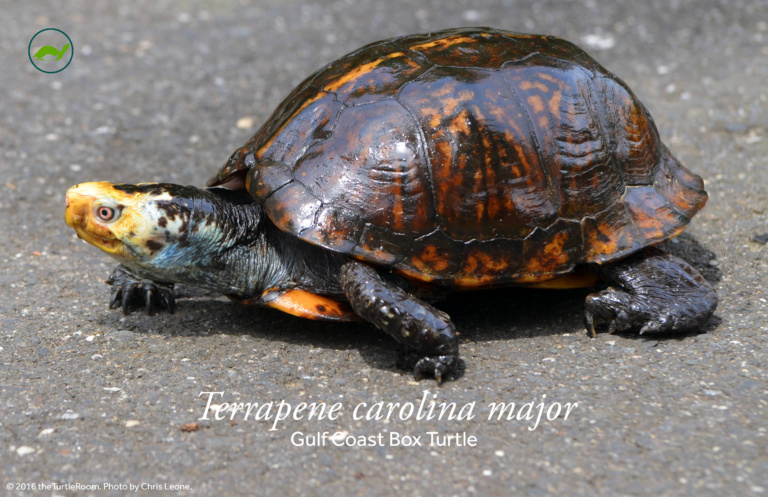 Terrapene carolina major
Gulf Coast Box Turtle
© 2016 theTurtleRoom. Photo by Chris Leone.